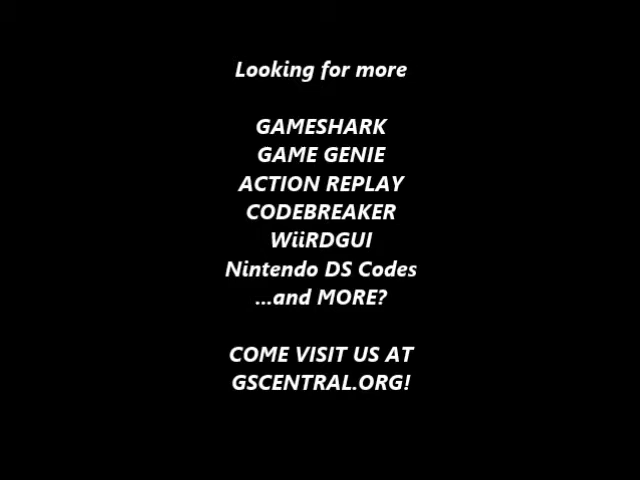 Looking for more
GAMESHARK
GAME GENIE
ACTION REPLAY
CODEBREAKER
WiiRDGUI
Nintendo DS Codes
...and MORE?
COME VISIT US AT
GSCENTRAL.ORG!